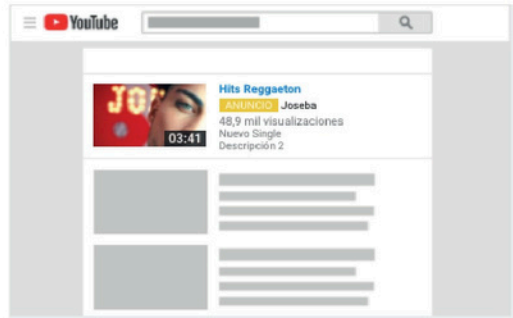 YouTube
JO
03:41
Hits Reggaeton
ANUNCIO Joseba
48,9 mil visualizaciones
Nuevo Single
Descripción 2